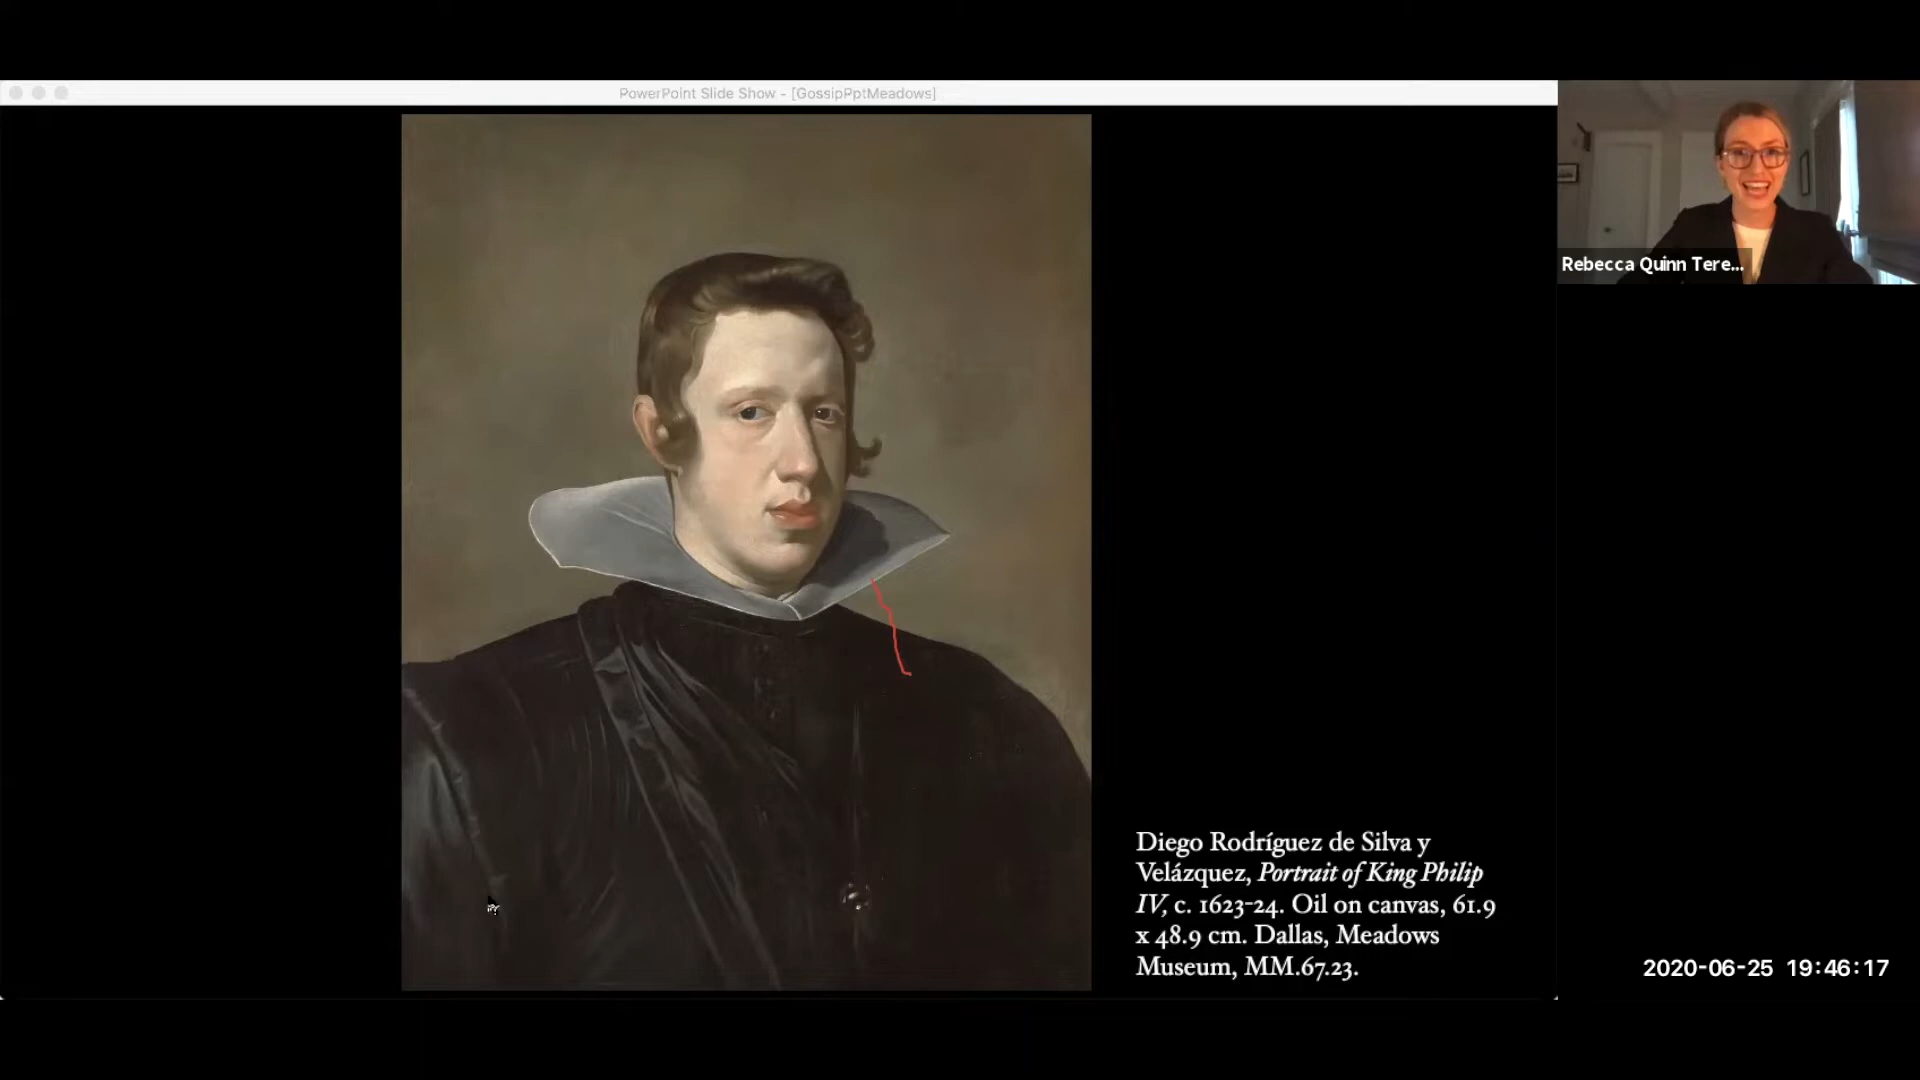 PowerPoint Slide Show - [GossipPptMeadows]
Rebecca Quinn Tere...
Diego Rodríguez de Silva y
Velázquez, Portrait of King Philip
IV, c. 1623-24. Oil on canvas, 61.9
x 48.9 cm. Dallas, Meadows
Museum, MM.67.23.
2020-06-25 19:46:17